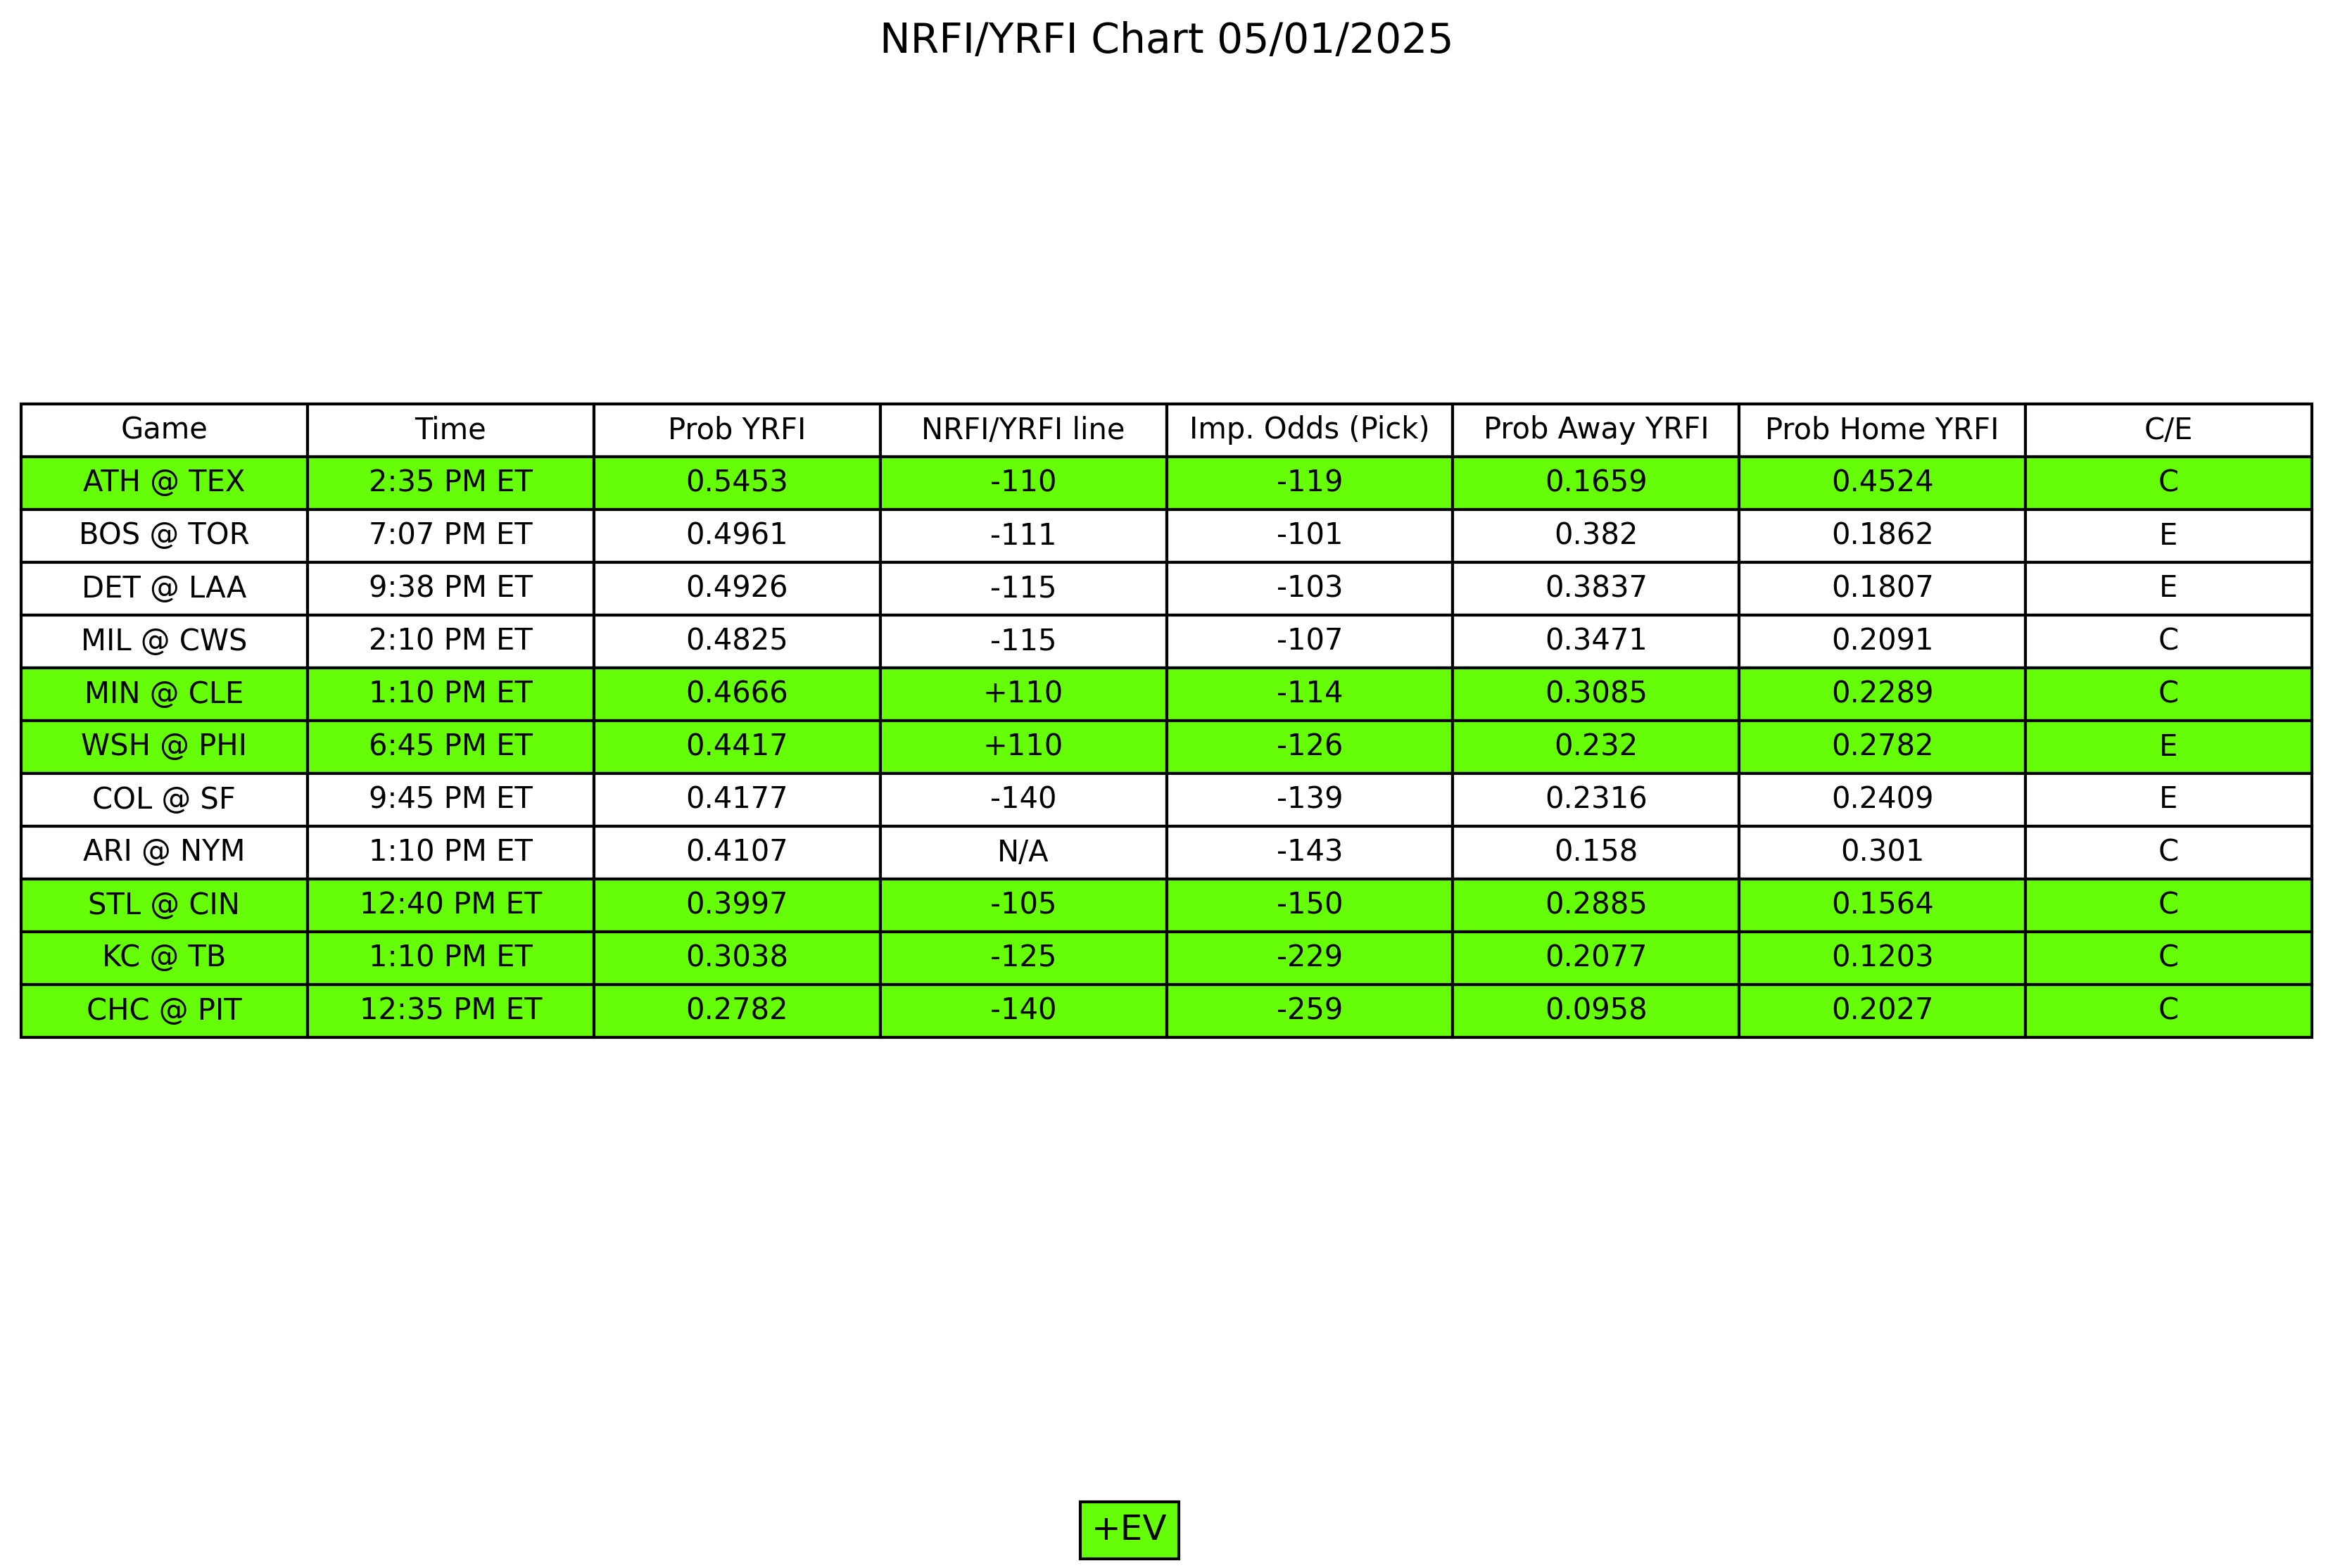 NRFI/YRFI Chart 05/01/2025
Game Time Prob YRFI NRFI/YRFI line Imp. Odds (Pick) Prob Away YRFI Prob Home YRFI C/E
ATH @ TEX 2:35 PM ET 0.5453 -110 -119 0.1659 0.4524 C
BOS @ TOR 7:07 PM ET 0.4961 -111 -101 0.382 0.1862 E
DET @ LAA 9:38 PM ET 0.4926 -115 -103 0.3837 0.1807 E
MIL @ CWS 2:10 PM ET 0.4825 -115 -107 0.3471 0.2091 C
MIN @ CLE 1:10 PM ET 0.4666 +110 -114 0.3085 0.2289 C
WSH @ PHI 6:45 PM ET 0.4417 +110 -126 0.232 0.2782 E
COL @ SF 9:45 PM ET 0.4177 -140 -139 0.2316 0.2409 E
ARI @ NYM 1:10 PM ET 0.4107 N/A -143 0.158 0.301 C
STL @ CIN 12:40 PM ET 0.3997 -105 -150 0.2885 0.1564 C
KC @ TB 1:10 PM ET 0.3038 -125 -229 0.2077 0.1203 C
CHC @ PIT 12:35 PM ET 0.2782 -140 -259 0.0958 0.2027 C
+EV